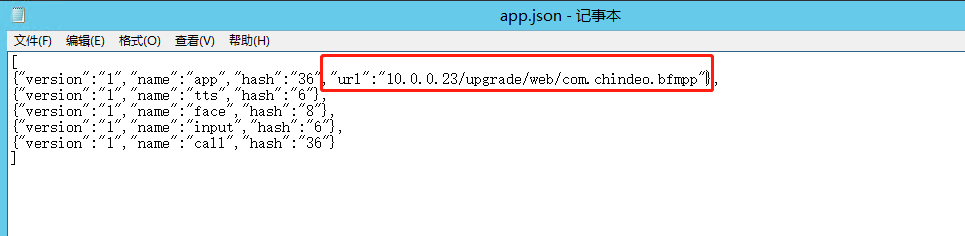 app.json - 记事本
文件(F) 编辑(E) 格式(O) 查看(V) 帮助(H)
[
{"version":"1","name":"app","hash":"36","url":"10.0.0.23/upgrade/web/com.chindeo.bfmpp"},
{"version":"1","name":"tts","hash":"6"},
{"version":"1","name":"face","hash":"8"},
{"version":"1","name":"input","hash":"6"},
{"version":"1","name":"call","hash":"36"}
]